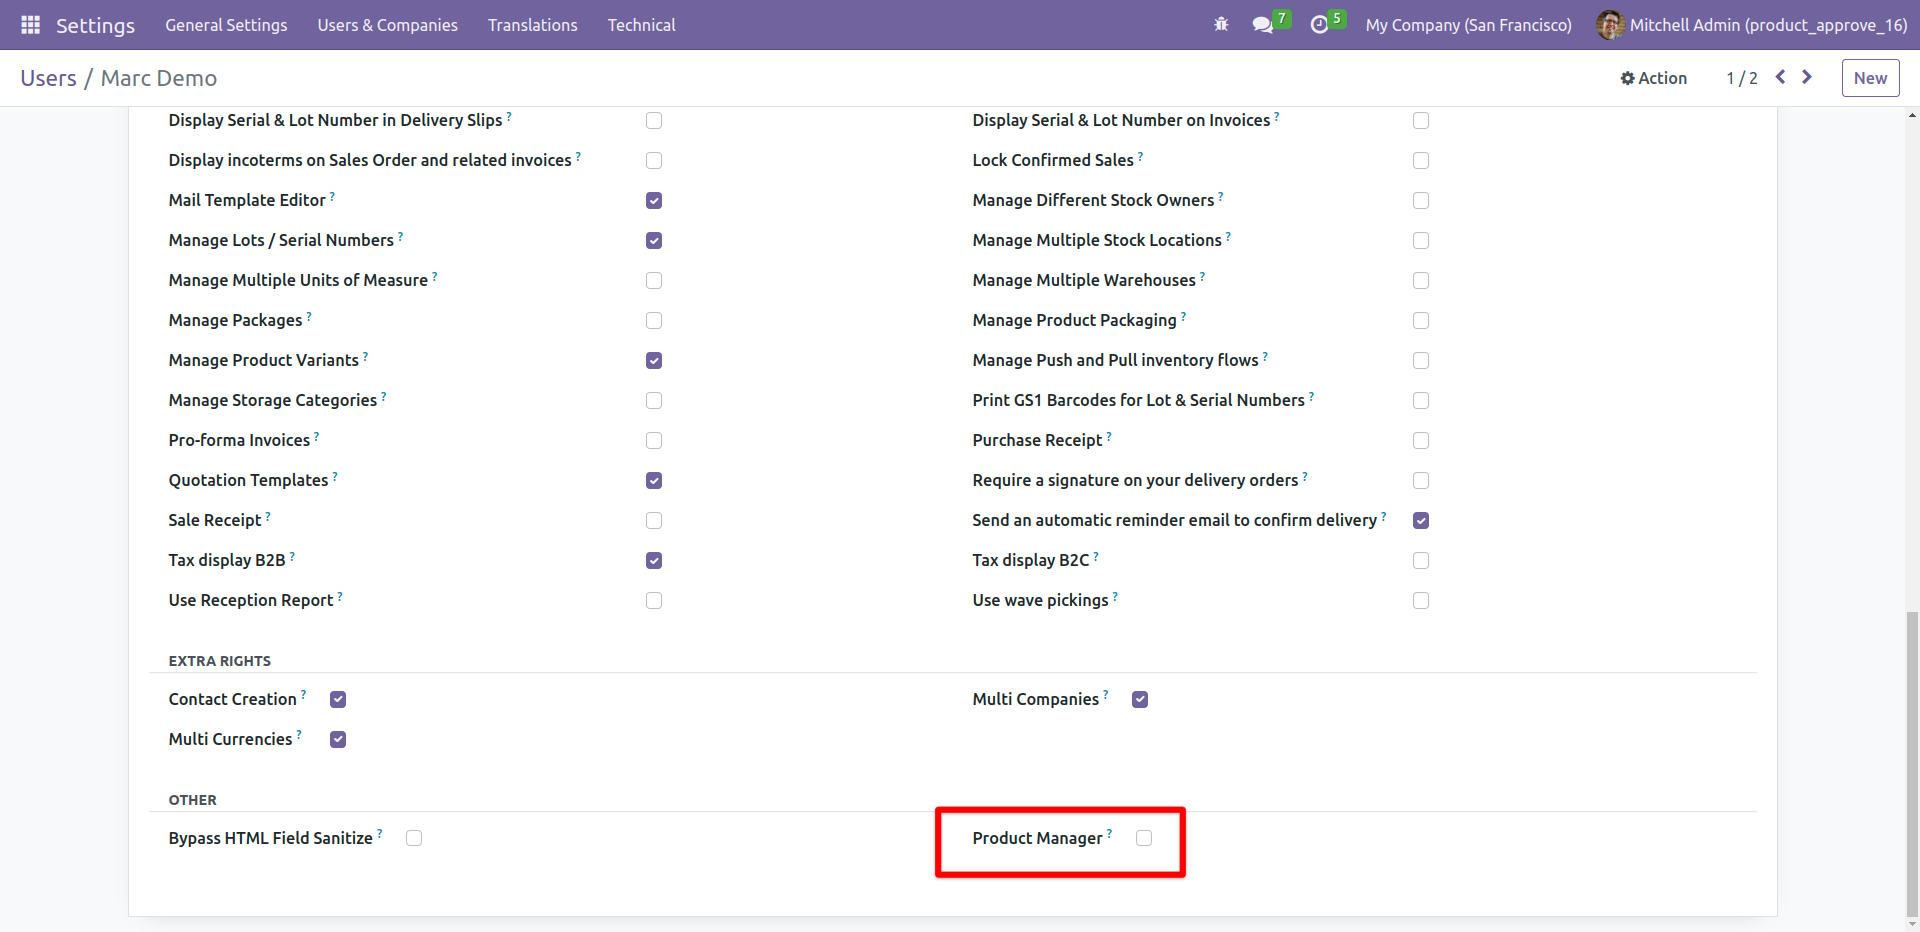 Settings General Settings Users & Companies Translations Technical 7 5 My Company (San Francisco) Mitchell Admin (product_approve_16)
Users / Marc Demo Action 1 / 2 New
Display Serial & Lot Number in Delivery Slips ? Display Serial & Lot Number on Invoices ?
Display incoterms on Sales Order and related invoices ? Lock Confirmed Sales ?
Mail Template Editor ? Manage Different Stock Owners ?
Manage Lots / Serial Numbers ? Manage Multiple Stock Locations ?
Manage Multiple Units of Measure ? Manage Multiple Warehouses ?
Manage Packages ? Manage Product Packaging ?
Manage Product Variants ? Manage Push and Pull inventory flows ?
Manage Storage Categories ? Print GS1 Barcodes for Lot & Serial Numbers ?
Pro-forma Invoices ? Purchase Receipt ?
Quotation Templates ? Require a signature on your delivery orders ?
Sale Receipt ? Send an automatic reminder email to confirm delivery ?
Tax display B2B ? Tax display B2C ?
Use Reception Report ? Use wave pickings ?
EXTRA RIGHTS
Contact Creation ? Multi Companies ?
Multi Currencies ?
OTHER
Bypass HTML Field Sanitize ? Product Manager ?